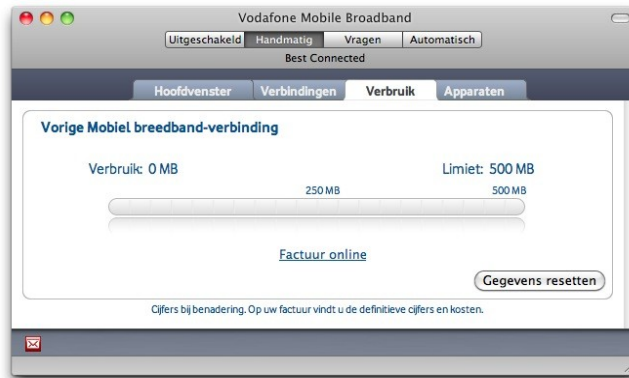 Vodafone Mobile Broadband
Uitgeschakeld Handmatig Vragen Automatisch
Best Connected
Hoofdvenster Verbindingen Verbruik Apparaten
Vorige Mobiel breedband-verbinding
Verbruik: 0 MB Limiet: 500 MB
250 MB 500 MB
Factuur online
Gegevens resetten
Cijfers bij benadering. Op uw factuur vindt u de definitieve cijfers en kosten.